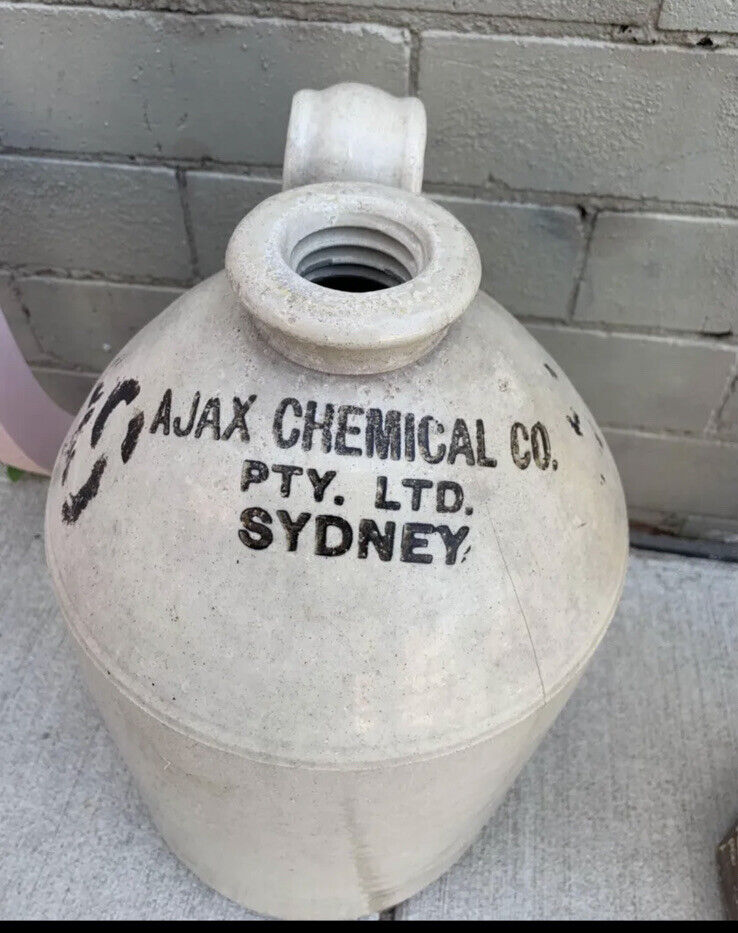 AJAX CHEMICAL CO.
PTY. LTD.
SYDNEY